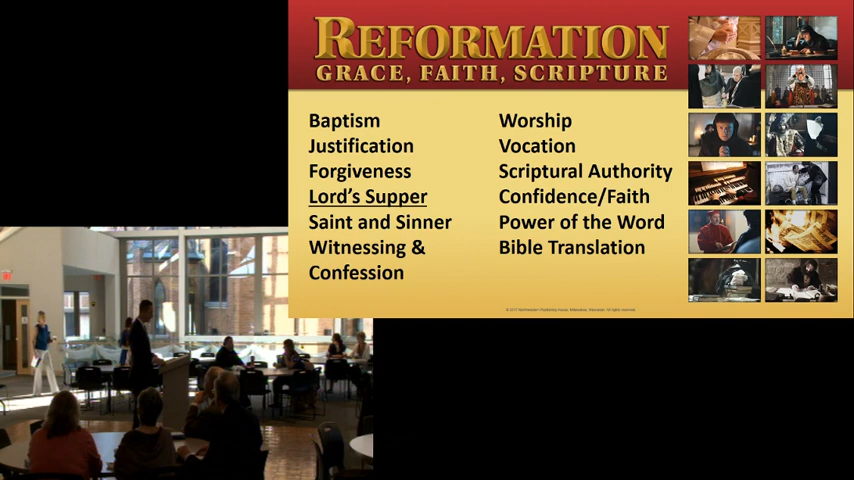 REFORMATION
GRACE, FAITH, SCRIPTURE
Baptism
Justification
Forgiveness
Lord's Supper
Saint and Sinner
Witnessing &
Confession
Worship
Vocation
Scriptural Authority
Confidence/Faith
Power of the Word
Bible Translation